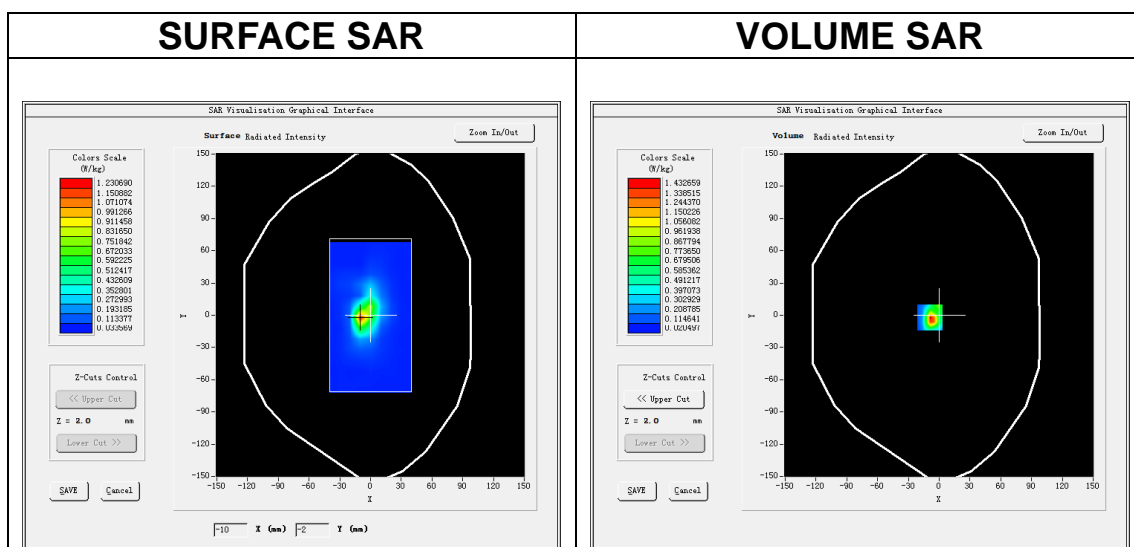 SURFACE SAR
VOLUME SAR
SAR Visualisation Graphical Interface
Surface Radiated Intensity
Zoom In/Out
Colors Scale
(W/kg)
1.230690
1.150882
1.071074
0.991266
0.911458
0.831650
0.751842
0.672033
0.592225
0.512417
0.432609
0.352801
0.272993
0.193185
0.113377
0.033569
150
120
90
60
30
0
-30
-60
-90
-120
-150
Y
-150 -120 -90 -60 -30 0 30 60 90 120 150
X
Z-Cuts Control
<< Upper Cut
Z = 2.0 mm
Lower Cut >>
SAVE Cancel
-10 X (mm) -2 Y (mm)
SAR Visualisation Graphical Interface
Volume Radiated Intensity
Zoom In/Out
Colors Scale
(W/kg)
1.432659
1.338515
1.244370
1.150226
1.056082
0.961938
0.867794
0.773650
0.679506
0.585362
0.491217
0.397073
0.302929
0.208785
0.114641
0.020497
150
120
90
60
30
0
-30
-60
-90
-120
-150
Y
-150 -120 -90 -60 -30 0 30 60 90 120 150
X
Z-Cuts Control
<< Upper Cut
Z = 2.0 mm
Lower Cut >>
SAVE Cancel